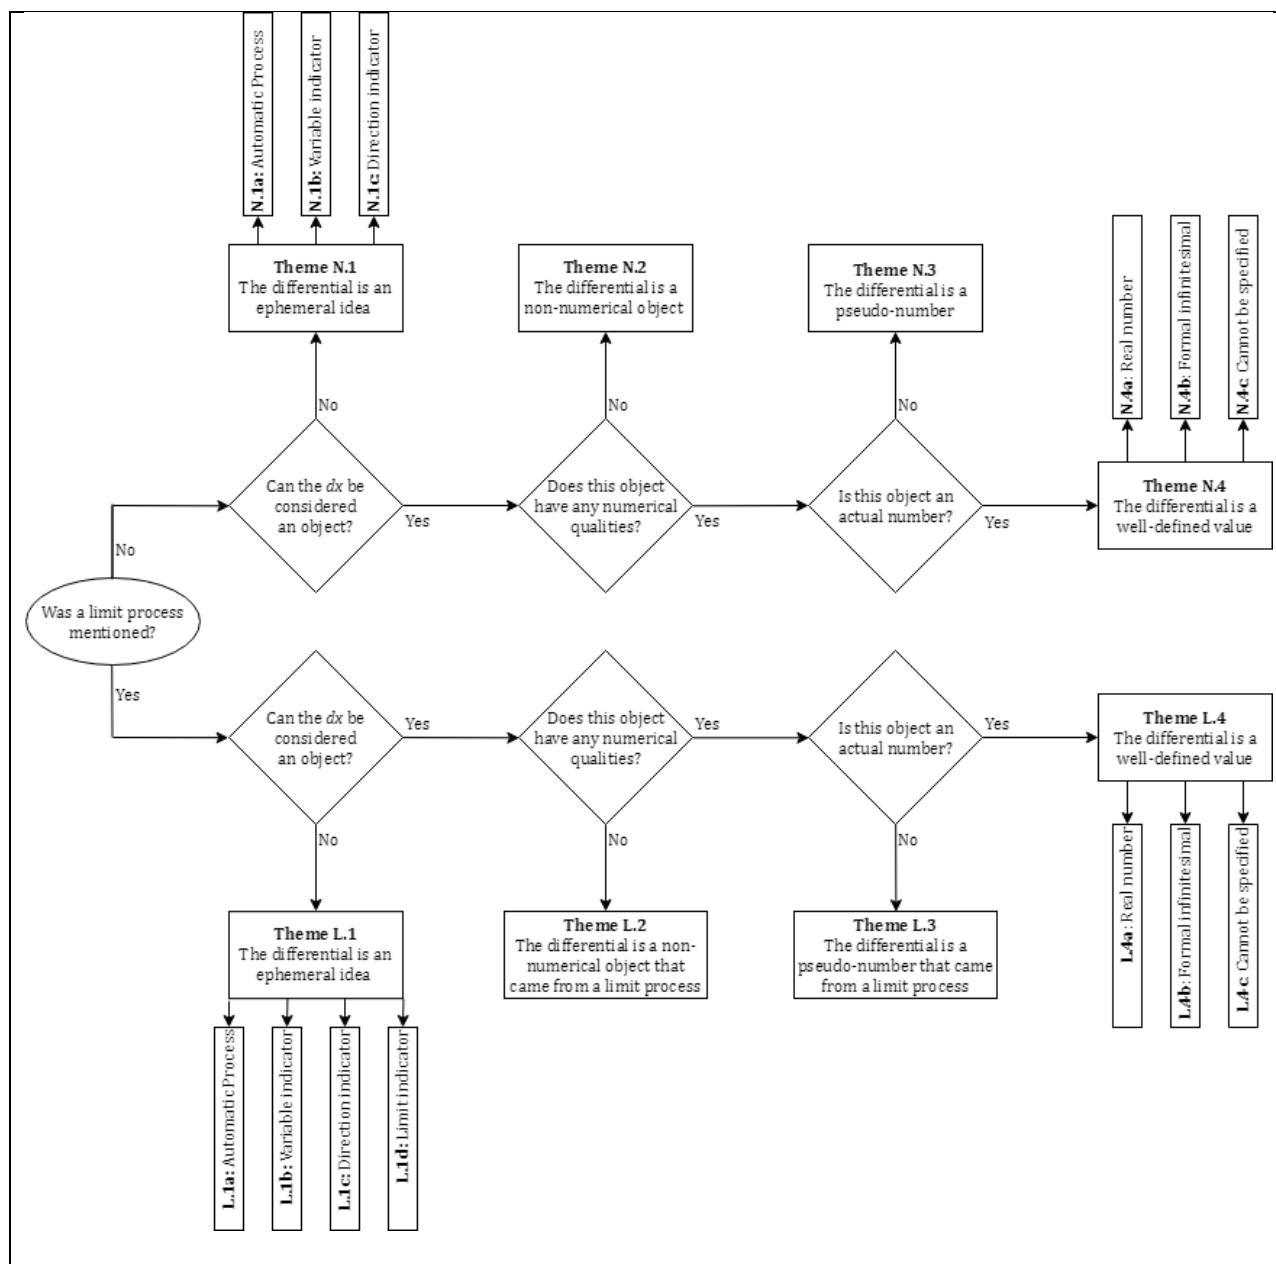 N.1a: Automatic Process
N.1b: Variable indicator
N.1c: Direction indicator
Theme N.1
The differential is an
ephemeral idea
Theme N.2
The differential is a
non-numerical object
Theme N.3
The differential is a
pseudo-number
N.4a: Real number
N.4b: Formal infinitesimal
N.4c: Cannot be specified
No
No
No
Can the dx be
considered
an object?
Yes
Does this object
have any numerical
qualities?
Yes
Is this object an
actual number?
Yes
Theme N.4
The differential is a
well-defined value
No
Was a limit process
mentioned?
Yes
Can the dx be
considered
an object?
Yes
Does this object
have any numerical
qualities?
Yes
Is this object an
actual number?
Yes
Theme L.4
The differential is a
well-defined value
No
No
No
L.4a: Real number
L.4b: Formal infinitesimal
L.4c: Cannot be specified
Theme L.1
The differential is an
ephemeral idea
Theme L.2
The differential is a non-
numerical object that
came from a limit process
Theme L.3
The differential is a
pseudo-number that came
from a limit process
L.1a: Automatic Process
L.1b: Variable indicator
L.1c: Direction indicator
L.1d: Limit indicator